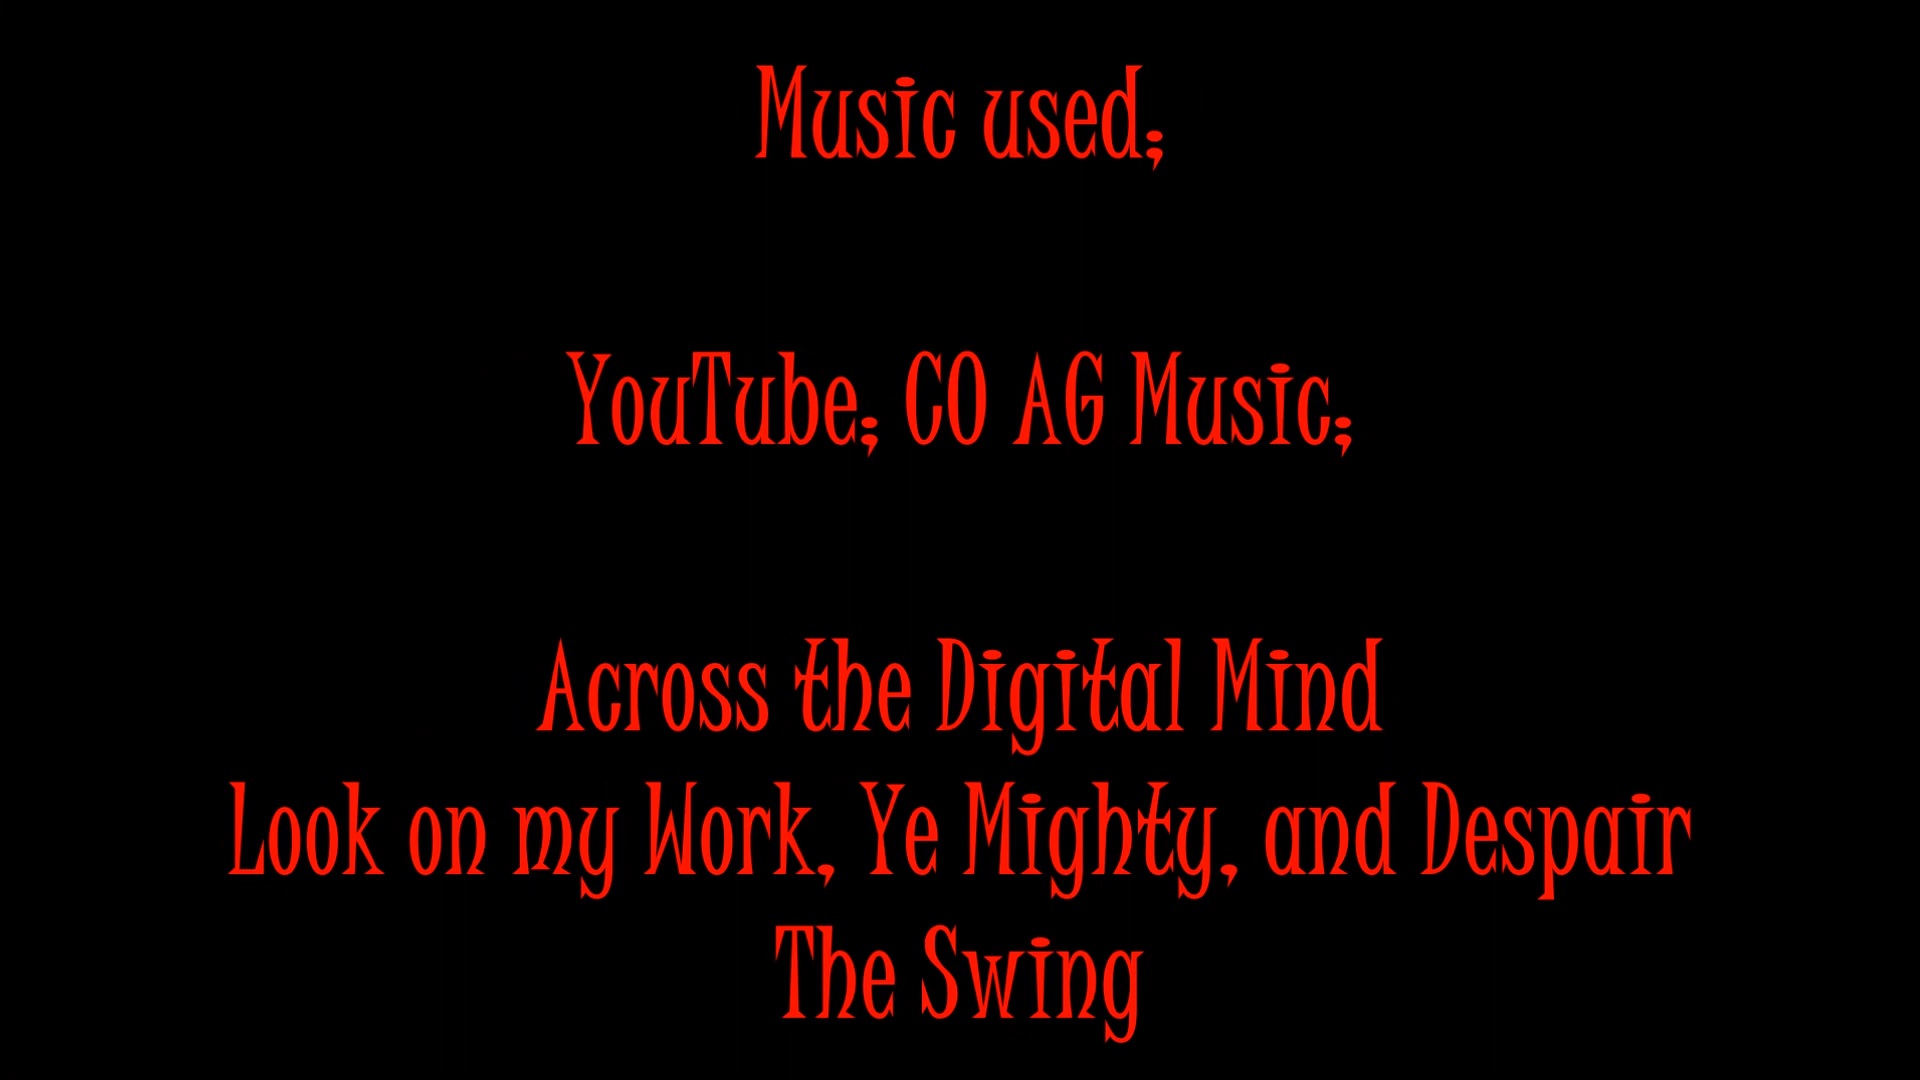 Music used;
YouTube; CO AG Music;
Across the Digital Mind
Look on my Work, Ye Mighty, and Despair
The Swing